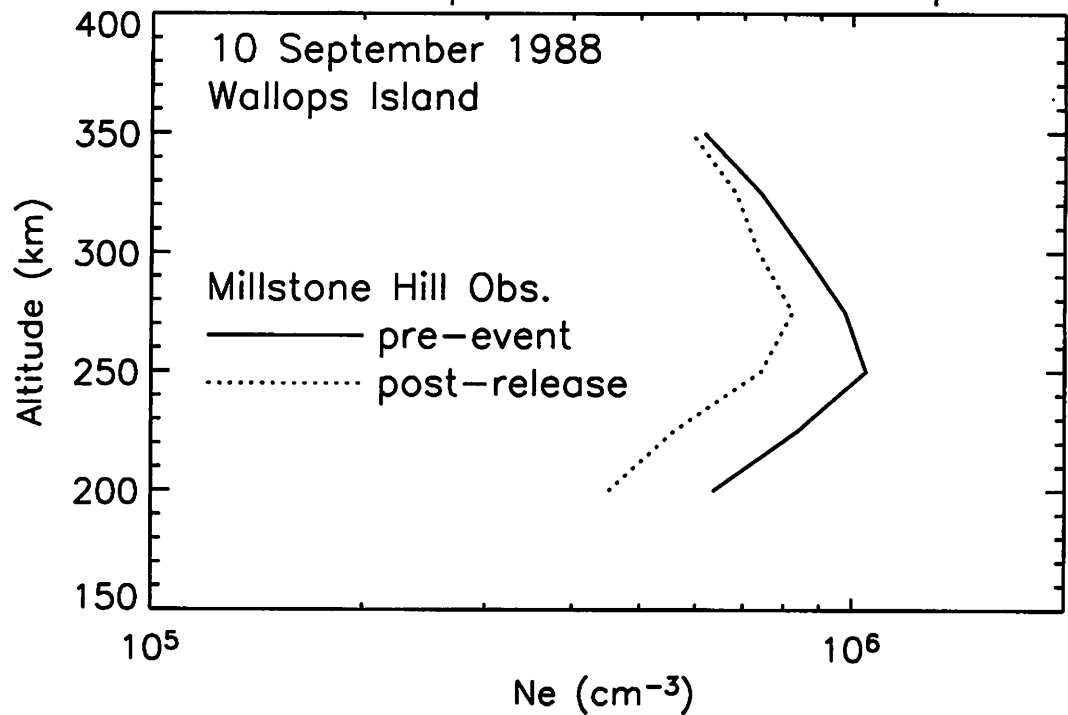 400
10 September 1988
Wallops Island
350
300
Millstone Hill Obs.
pre–event
250
post–release
200
150
10⁵
10⁶
Altitude (km)
Ne (cm⁻³)